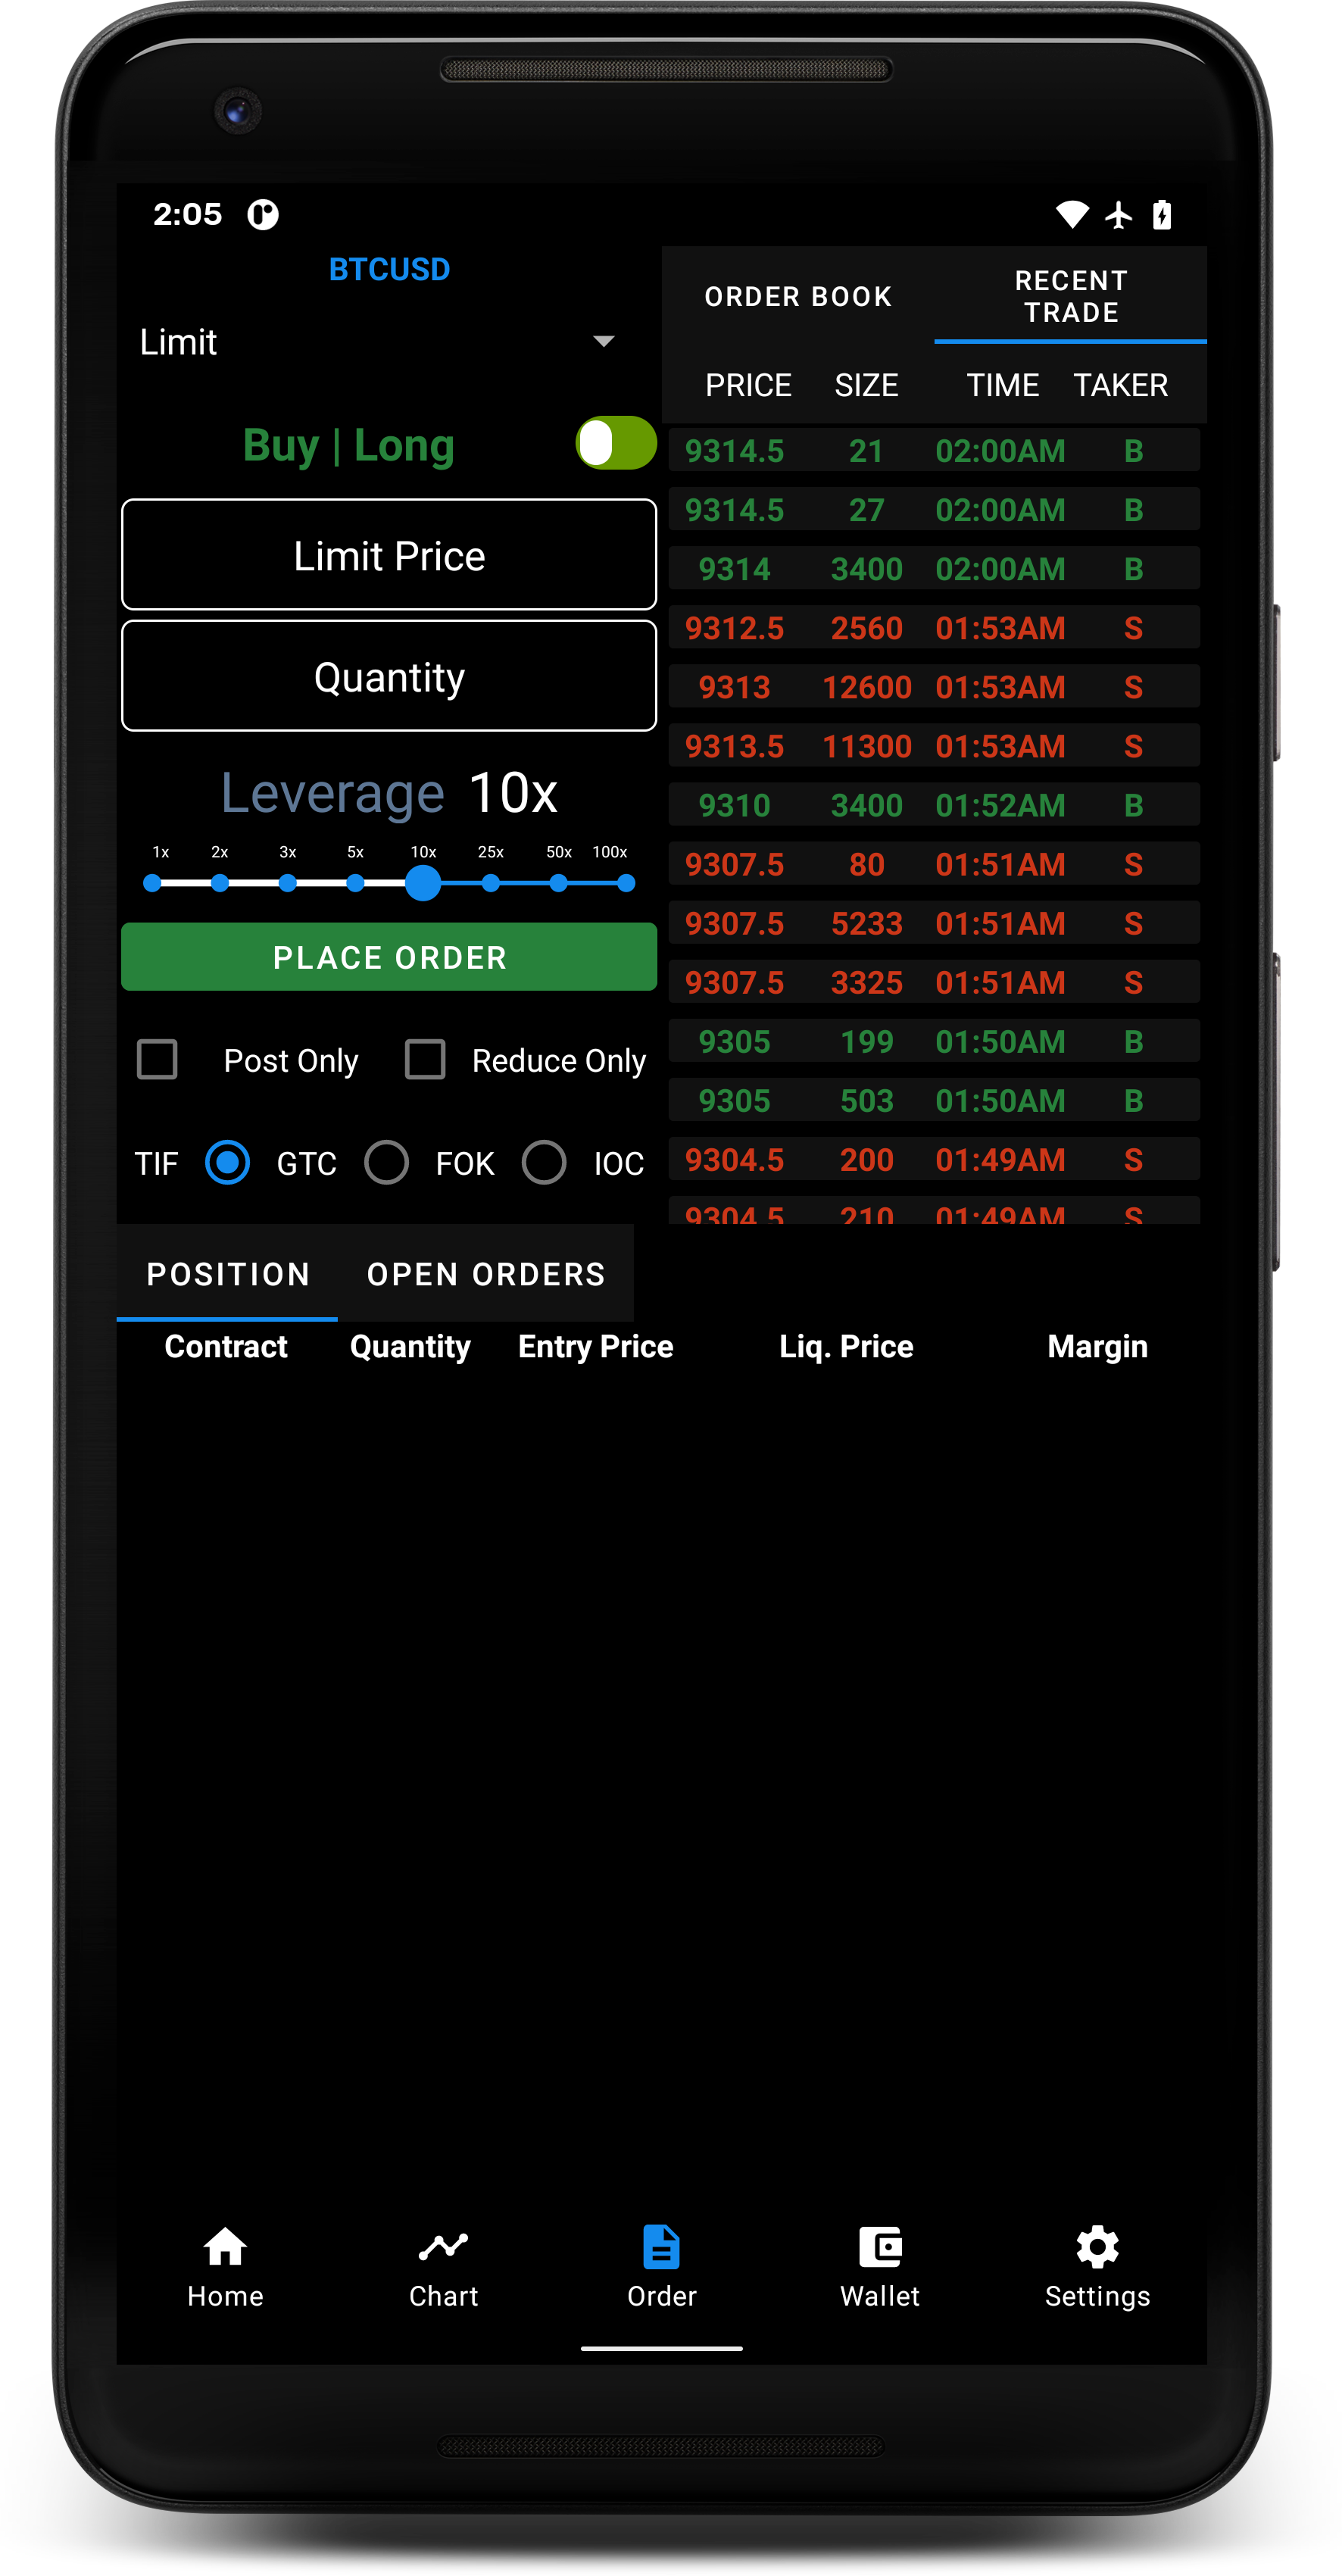 2:05
BTCUSD
Limit
Buy | Long
Limit Price
Quantity
Leverage 10x
1x 2x 3x 5x 10x 25x 50x 100x
PLACE ORDER
Post Only Reduce Only
TIF GTC FOK IOC
ORDER BOOK
RECENT
TRADE
PRICE SIZE TIME TAKER
9314.5 21 02:00AM B
9314.5 27 02:00AM B
9314 3400 02:00AM B
9312.5 2560 01:53AM S
9313 12600 01:53AM S
9313.5 11300 01:53AM S
9310 3400 01:52AM B
9307.5 80 01:51AM S
9307.5 5233 01:51AM S
9307.5 3325 01:51AM S
9305 199 01:50AM B
9305 503 01:50AM B
9304.5 200 01:49AM S
9304.5 210 01:49AM S
POSITION OPEN ORDERS
Contract Quantity Entry Price Liq. Price Margin
Home Chart Order Wallet Settings